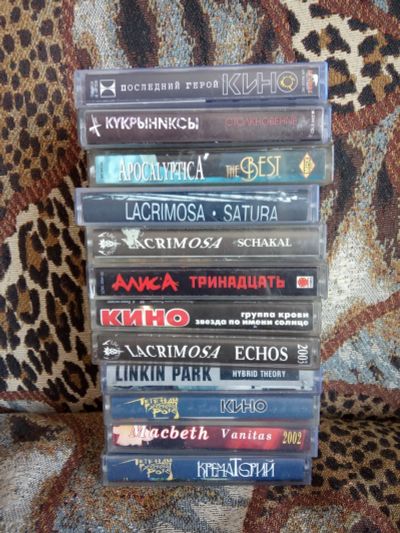 ПОСЛЕДНИЙ ГЕРОЙ КИНО
КУКРЫНИКСЫ СТОЛКНОВЕНИЕ
APOCALYPTICA THE BEST
LACRIMOSA · SATURA
LACRIMOSA SCHAKAL
АлисА ТРИНАДЦАТЬ
КИНО группа крови
звезда по имени солнце
LACRIMOSA ECHOS 2003
LINKIN PARK HYBRID THEORY
КИНО
Macbeth Vanitas 2002
КРЕМАТОРИЙ